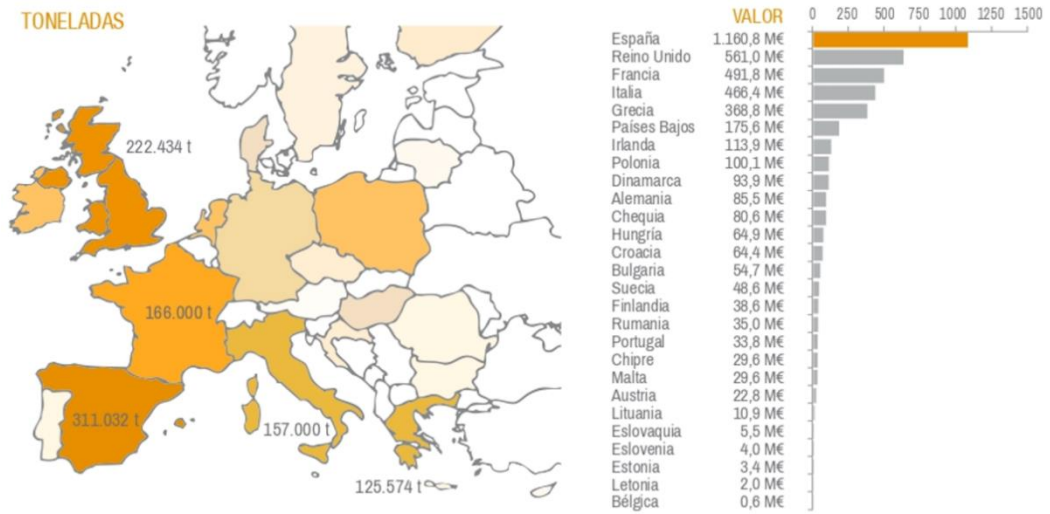 TONELADAS
222.434 t
166.000 t
311.032 t
157.000 t
125.574 t
VALOR 0 250 500 750 1000 1250 1500
España 1.160,8 M€
Reino Unido 561,0 M€
Francia 491,8 M€
Italia 466,4 M€
Grecia 368,8 M€
Países Bajos 175,6 M€
Irlanda 113,9 M€
Polonia 100,1 M€
Dinamarca 93,9 M€
Alemania 85,5 M€
Chequia 80,6 M€
Hungría 64,9 M€
Croacia 64,4 M€
Bulgaria 54,7 M€
Suecia 48,6 M€
Finlandia 38,6 M€
Rumania 35,0 M€
Portugal 33,8 M€
Chipre 29,6 M€
Malta 29,6 M€
Austria 22,8 M€
Lituania 10,9 M€
Eslovaquia 5,5 M€
Eslovenia 4,0 M€
Estonia 3,4 M€
Letonia 2,0 M€
Bélgica 0,6 M€